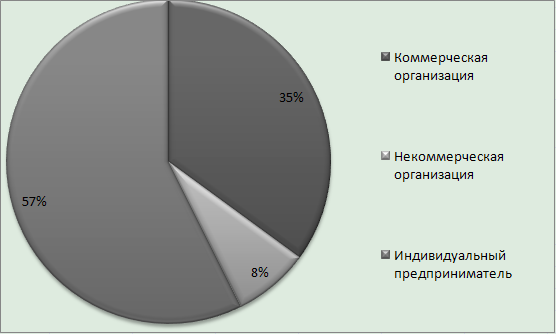 35%
8%
57%
Коммерческая
организация
Некоммерческая
организация
Индивидуальный
предприниматель